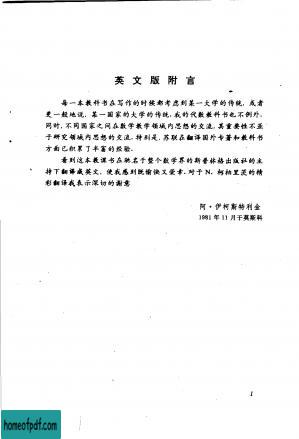 英文版附言
每一本教科书在写作的时候都考虑到某一大学的传统，或者
更一般地说，某一国家的大学的传统，我的代数教科书也不例外。
同时，不同国家之间在数学教学领域内思想的交流，其重要性不亚
于研究领域内思想的交流。特别是，苏联在翻译国外专著和教科书
方面已积累了丰富的经验。
看到这本教课书在驰名于整个数学界的斯普林格出版社的主
持下翻译成英文，使我感到既愉快又荣幸。对于 N. 柯勃里茨的精
彩翻译我表示深切的谢意
阿·伊柯斯特利金
1981 年 11 月于莫斯科
1
homeofpdf.com